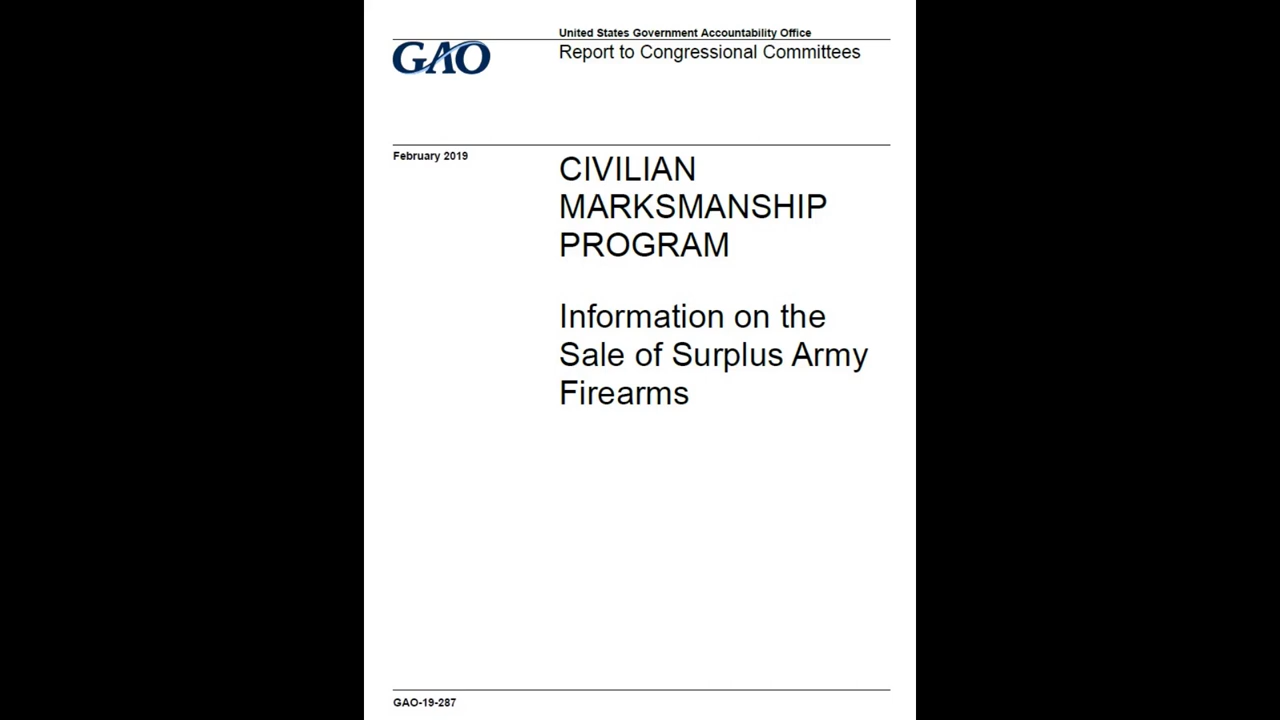 United States Government Accountability Office
GAO
Report to Congressional Committees
February 2019
CIVILIAN
MARKSMANSHIP
PROGRAM
Information on the
Sale of Surplus Army
Firearms
GAO-19-287